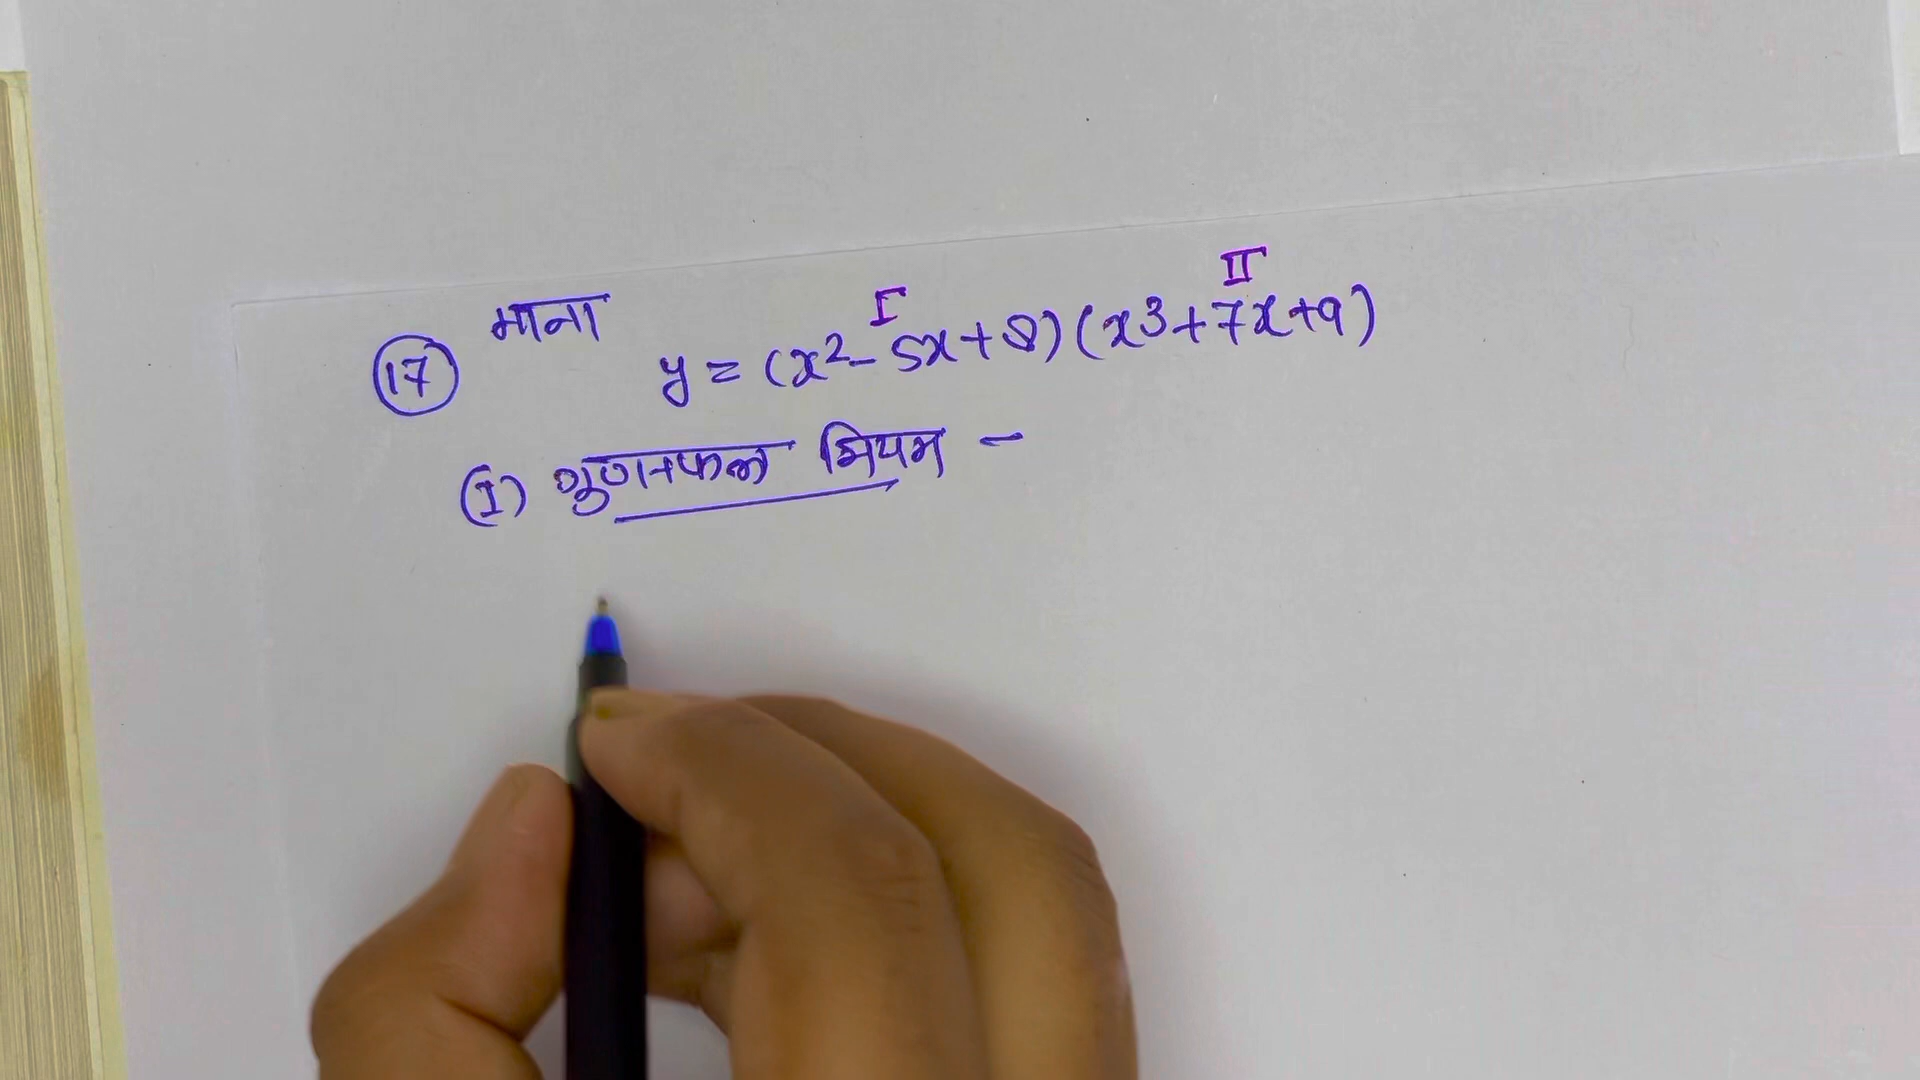 (17) माना y = (x²- 5x+8) (x³+7x+9)
I II
(I) गुणनफल नियम -